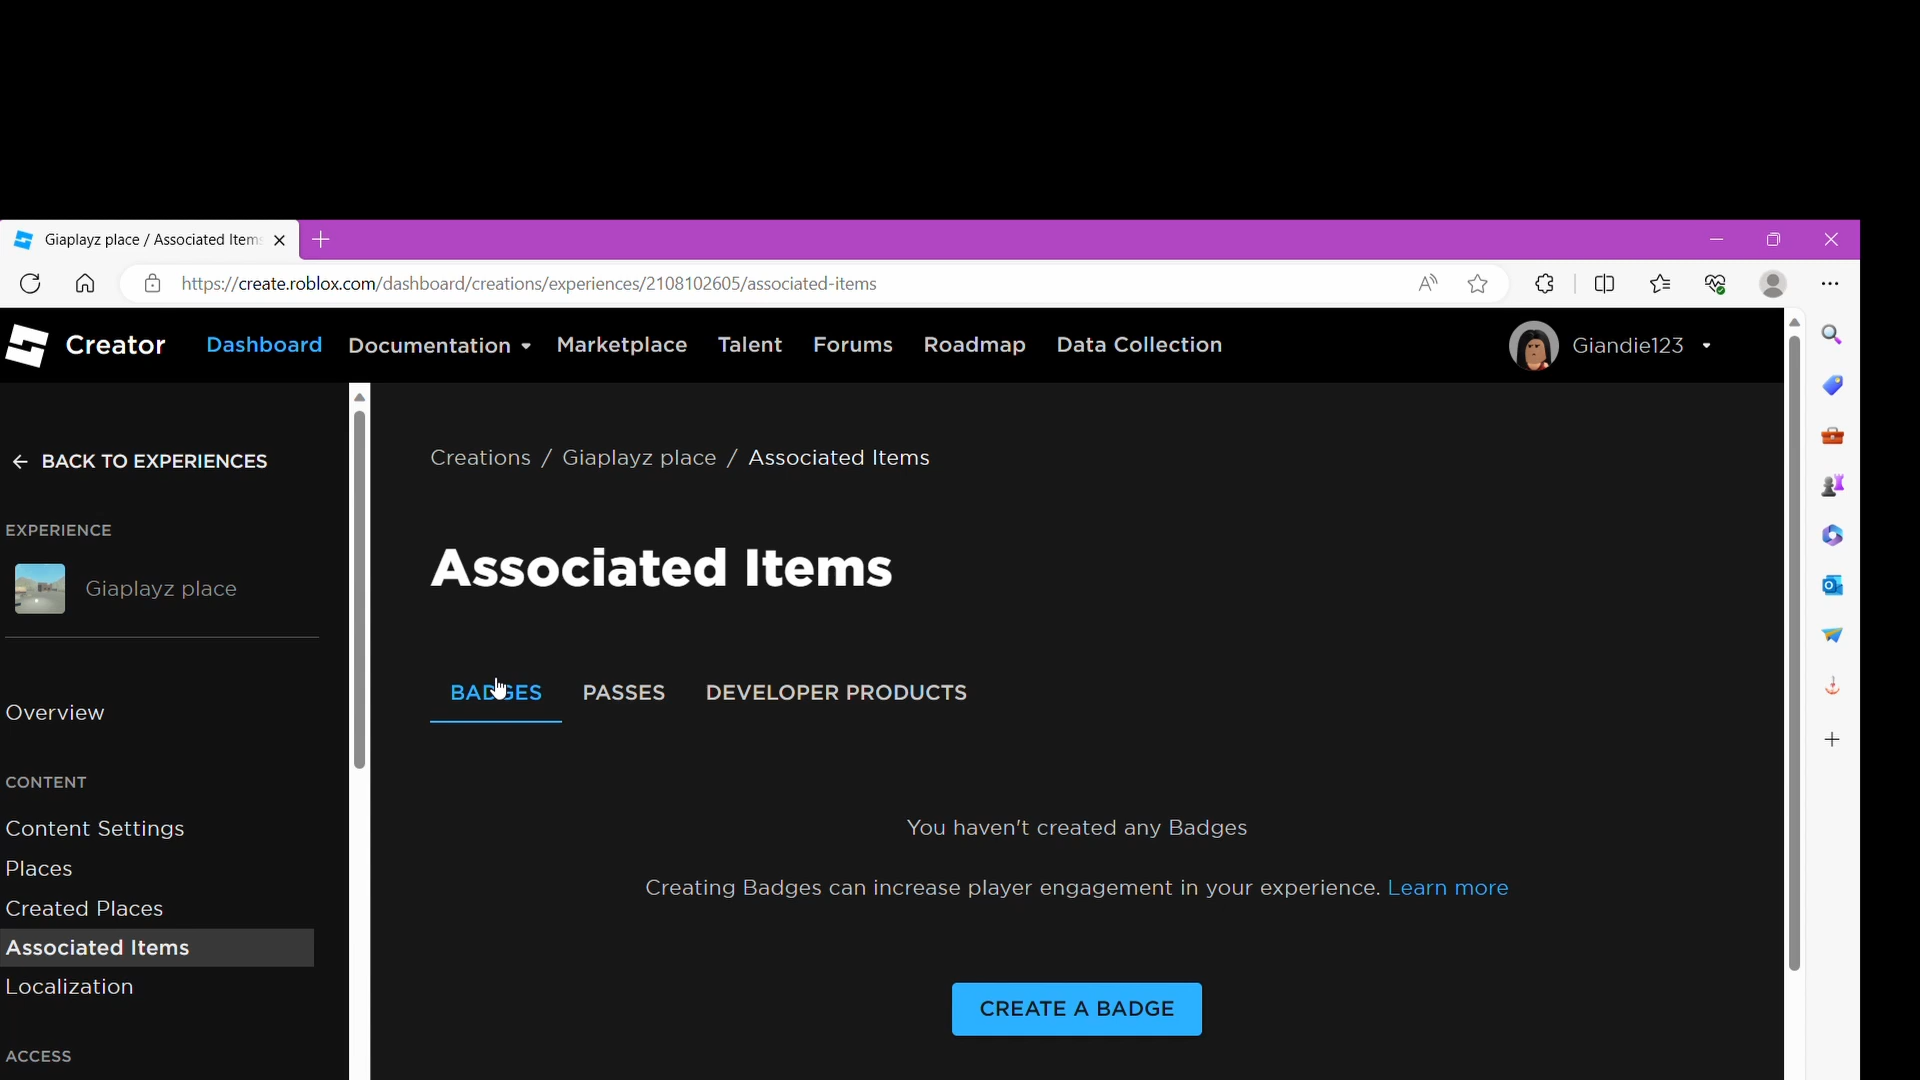 Giaplayz place / Associated Items
https://create.roblox.com/dashboard/creations/experiences/2108102605/associated-items
Creator Dashboard Documentation Marketplace Talent Forums Roadmap Data Collection Giandie123
BACK TO EXPERIENCES
Creations / Giaplayz place / Associated Items
EXPERIENCE
Giaplayz place
Associated Items
BADGES PASSES DEVELOPER PRODUCTS
Overview
CONTENT
Content Settings
You haven't created any Badges
Places
Creating Badges can increase player engagement in your experience. Learn more
Created Places
Associated Items
Localization
CREATE A BADGE
ACCESS